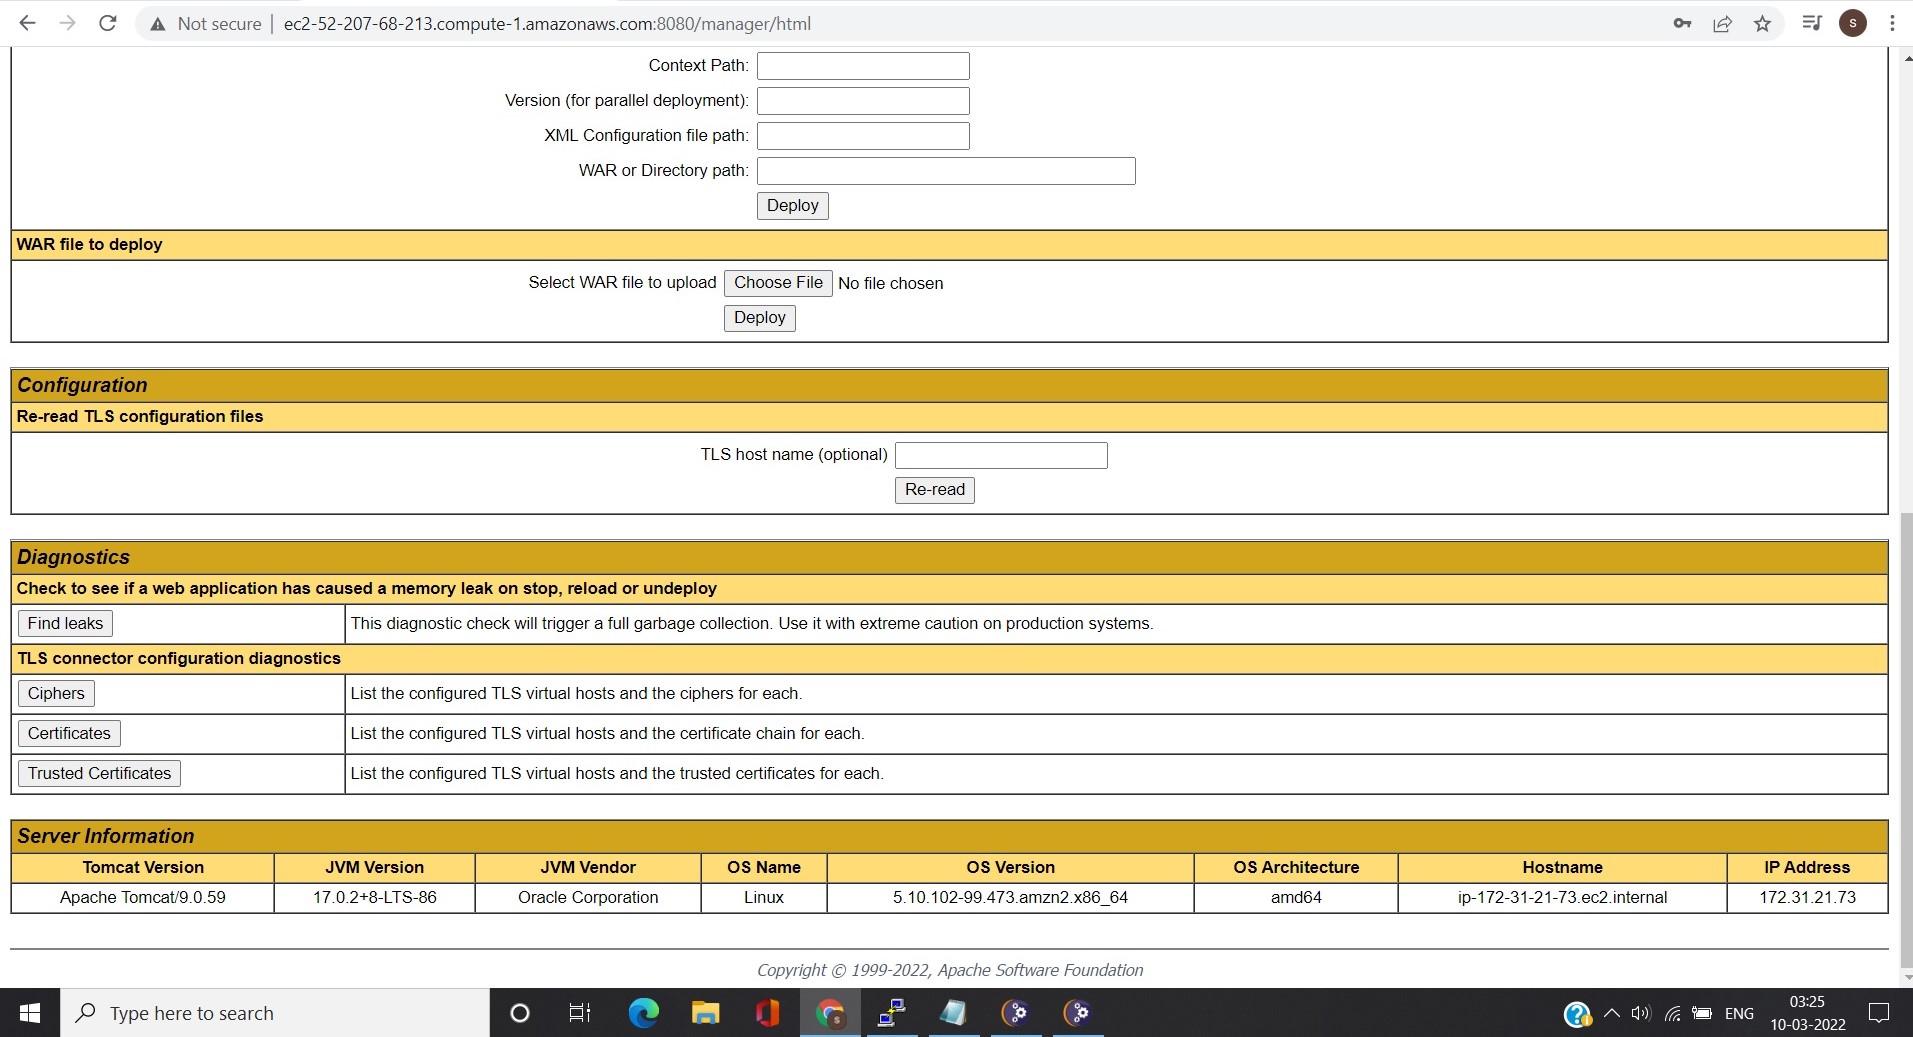 Not secure | ec2-52-207-68-213.compute-1.amazonaws.com:8080/manager/html S
Context Path:
Version (for parallel deployment):
XML Configuration file path:
WAR or Directory path:
Deploy
WAR file to deploy
Select WAR file to upload Choose File No file chosen
Deploy
Configuration
Re-read TLS configuration files
TLS host name (optional)
Re-read
Diagnostics
Check to see if a web application has caused a memory leak on stop, reload or undeploy
Find leaks This diagnostic check will trigger a full garbage collection. Use it with extreme caution on production systems.
TLS connector configuration diagnostics
Ciphers List the configured TLS virtual hosts and the ciphers for each.
Certificates List the configured TLS virtual hosts and the certificate chain for each.
Trusted Certificates List the configured TLS virtual hosts and the trusted certificates for each.
Server Information
Tomcat Version JVM Version JVM Vendor OS Name OS Version OS Architecture Hostname IP Address
Apache Tomcat/9.0.59 17.0.2+8-LTS-86 Oracle Corporation Linux 5.10.102-99.473.amzn2.x86_64 amd64 ip-172-31-21-73.ec2.internal 172.31.21.73
Copyright © 1999-2022, Apache Software Foundation
Type here to search ENG 03:25
10-03-2022